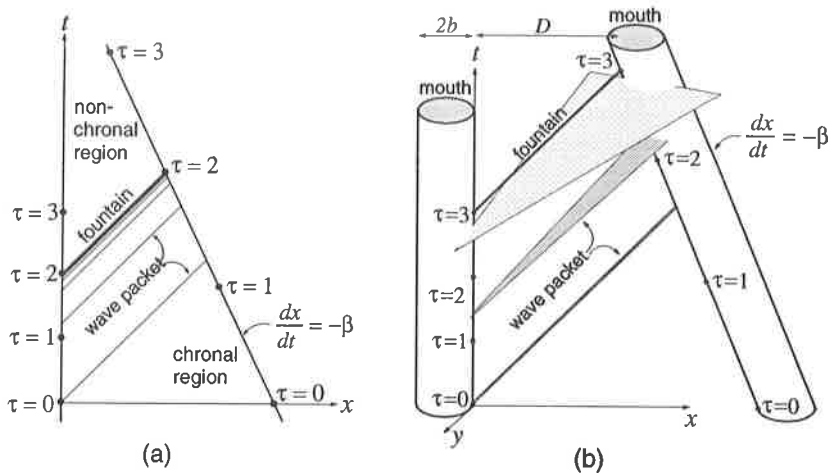 t
τ = 3
non-
chronal
region
τ = 2
τ = 3
fountain
τ = 2
wave packet
τ = 1
τ = 1
dx/dt = –β
chronal
region
τ = 0
τ = 0
x
(a)
2b
D
mouth
t
τ=3
mouth
fountain
dx/dt = –β
τ=2
τ=3
τ=2
wave packet
τ=1
τ=1
τ=0
τ=0
y
x
(b)